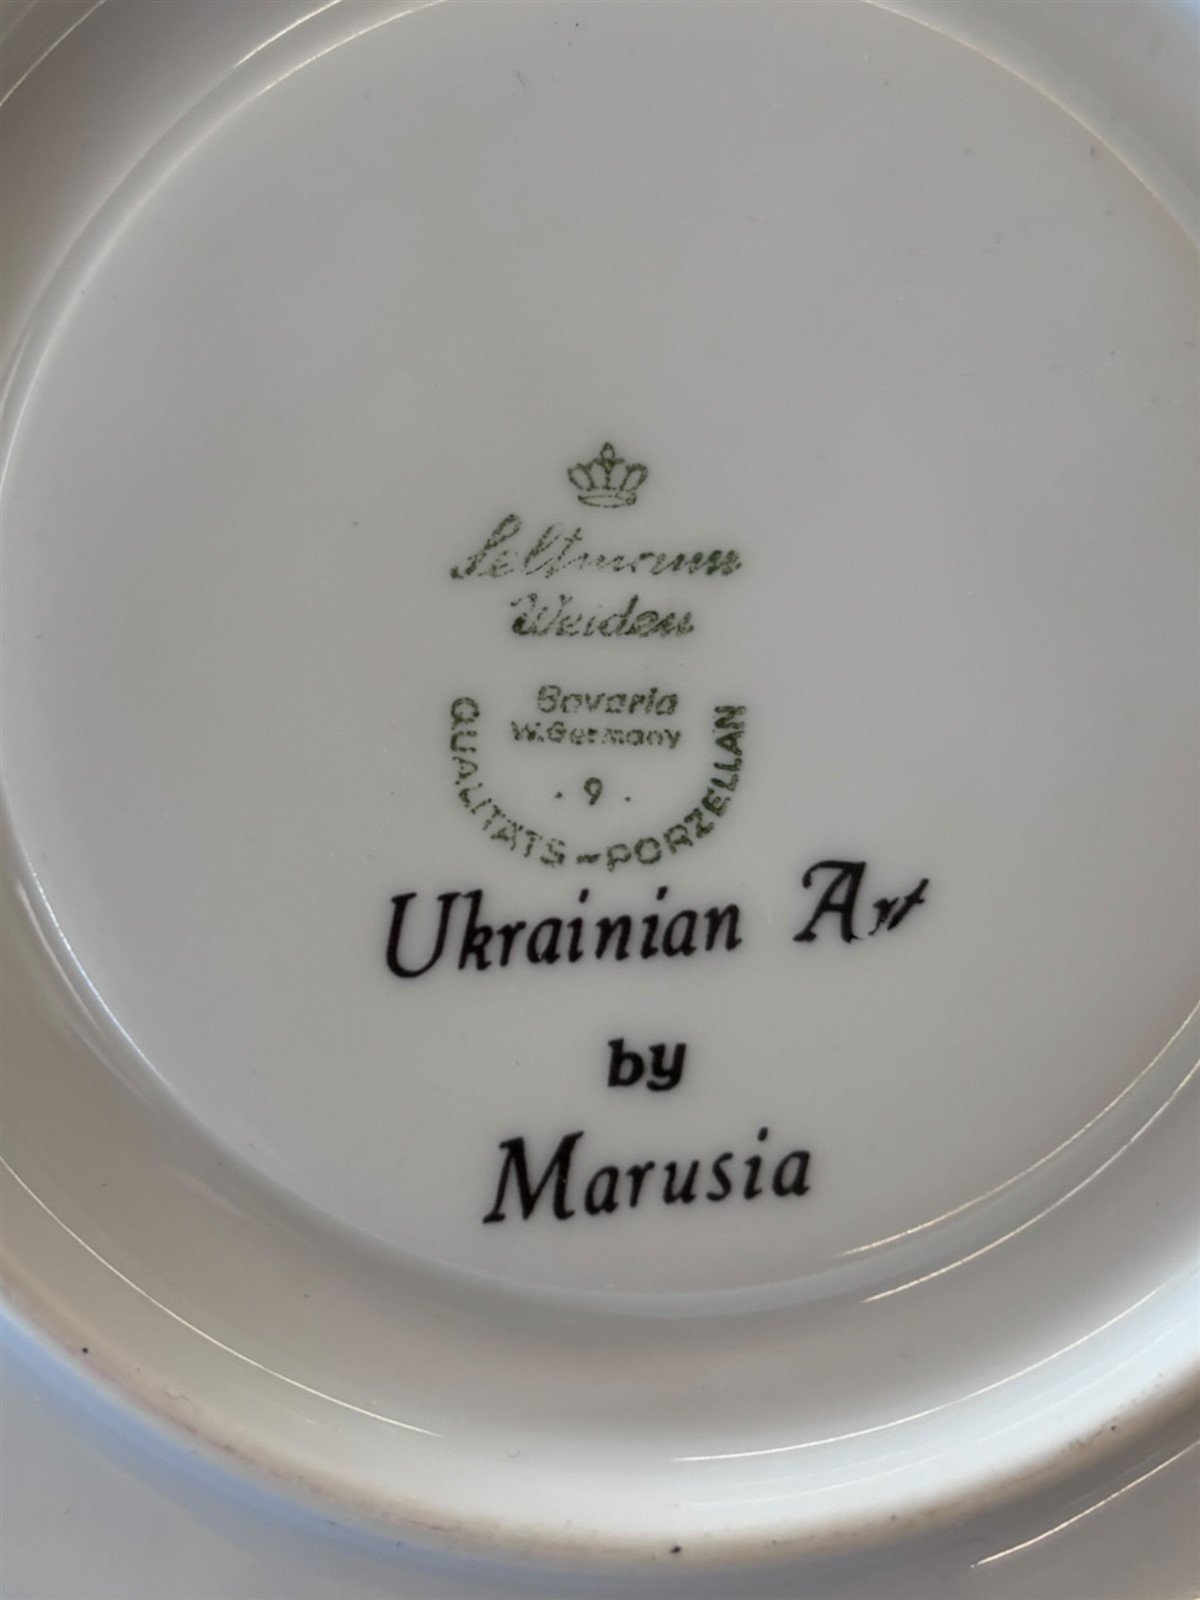 Seltmann
Weiden
Bavaria
W.Germany
· 9 ·
QUALITÄTS-PORZELLAN
Ukrainian Art
by
Marusia